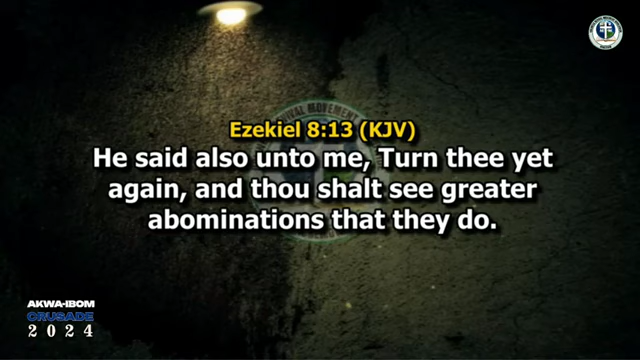 Ezekiel 8:13 (KJV)
He said also unto me, Turn thee yet
again, and thou shalt see greater
abominations that they do.
AKWA-IBOM
CRUSADE
2024